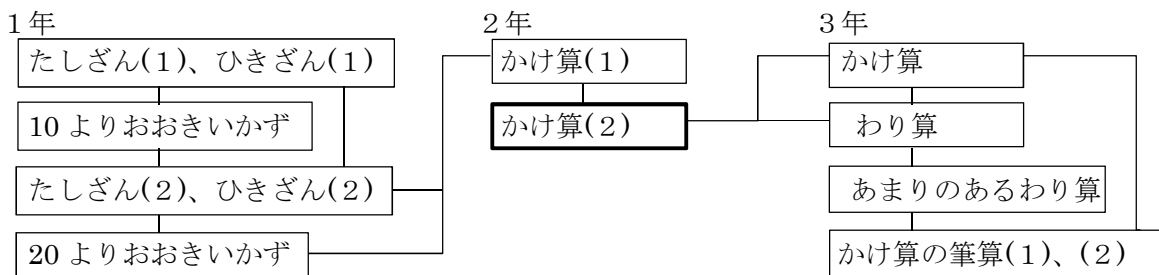 1年
たしざん(1)、ひきざん(1)
10よりおおきいかず
たしざん(2)、ひきざん(2)
20よりおおきいかず
2年
かけ算(1)
かけ算(2)
3年
かけ算
わり算
あまりのあるわり算
かけ算の筆算(1)、(2)